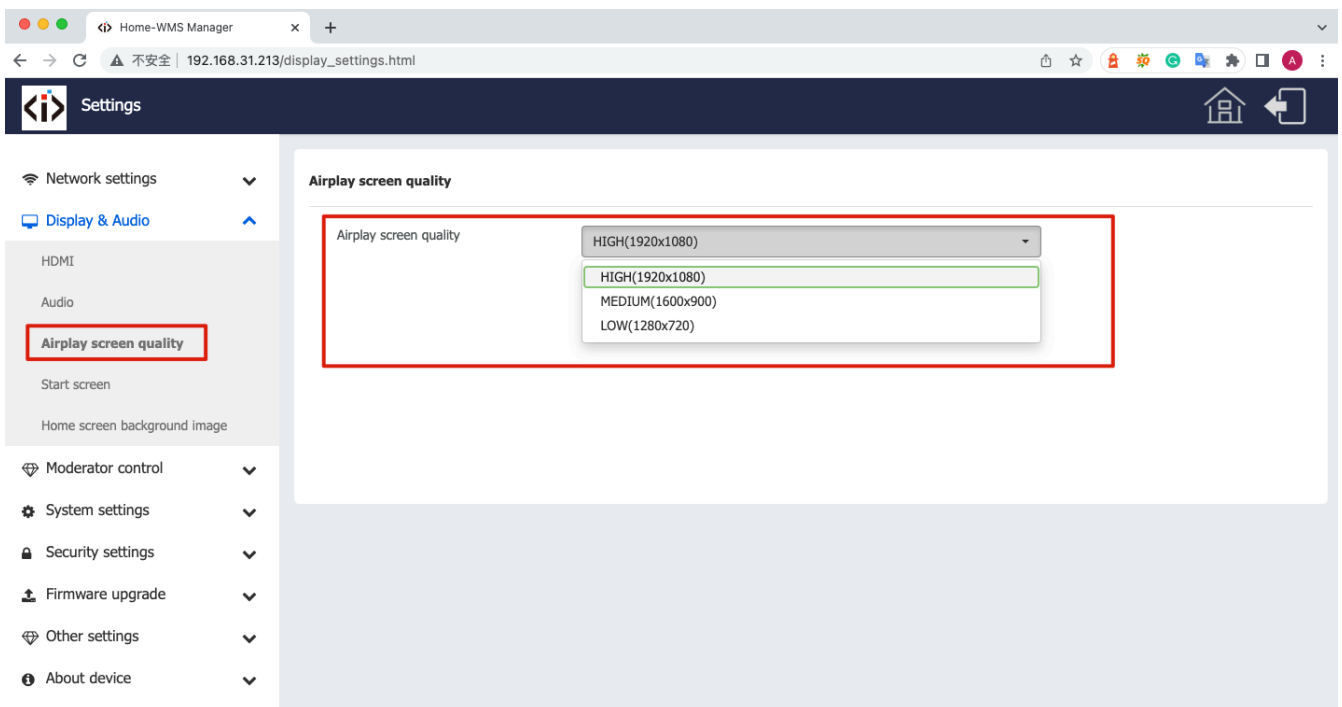 Home-WMS Manager
不安全 192.168.31.213/display_settings.html
A
<i> Settings
Network settings
Display & Audio
HDMI
Audio
Airplay screen quality
Start screen
Home screen background image
Moderator control
System settings
Security settings
Firmware upgrade
Other settings
About device
Airplay screen quality
Airplay screen quality
HIGH(1920x1080)
HIGH(1920x1080)
MEDIUM(1600x900)
LOW(1280x720)